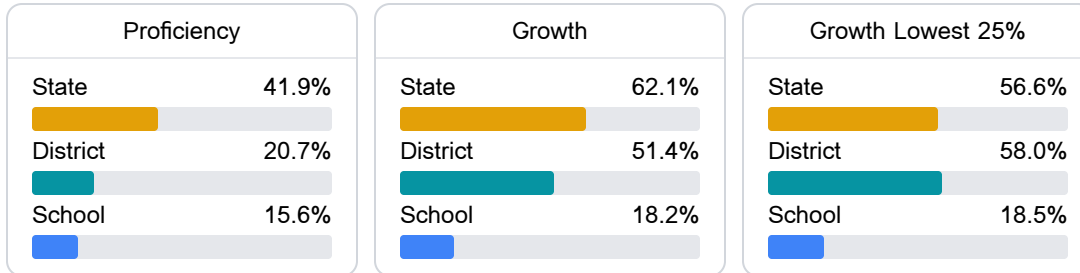 Proficiency
State 41.9%
District 20.7%
School 15.6%
Growth
State 62.1%
District 51.4%
School 18.2%
Growth Lowest 25%
State 56.6%
District 58.0%
School 18.5%